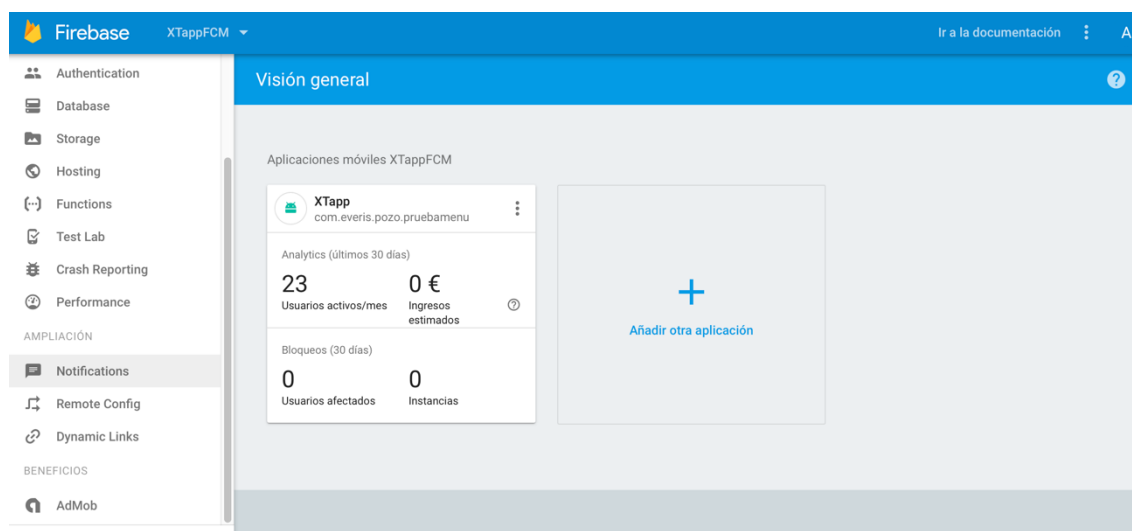 Firebase XTappFCM Ir a la documentación A
Authentication
Database
Storage
Hosting
Functions
Test Lab
Crash Reporting
Performance
AMPLIACIÓN
Notifications
Remote Config
Dynamic Links
BENEFICIOS
AdMob
Visión general
Aplicaciones móviles XTappFCM
XTapp
com.everis.pozo.pruebamenu
Analytics (últimos 30 días)
23 0 €
Usuarios activos/mes Ingresos
estimados
Bloqueos (30 días)
0 0
Usuarios afectados Instancias
Añadir otra aplicación